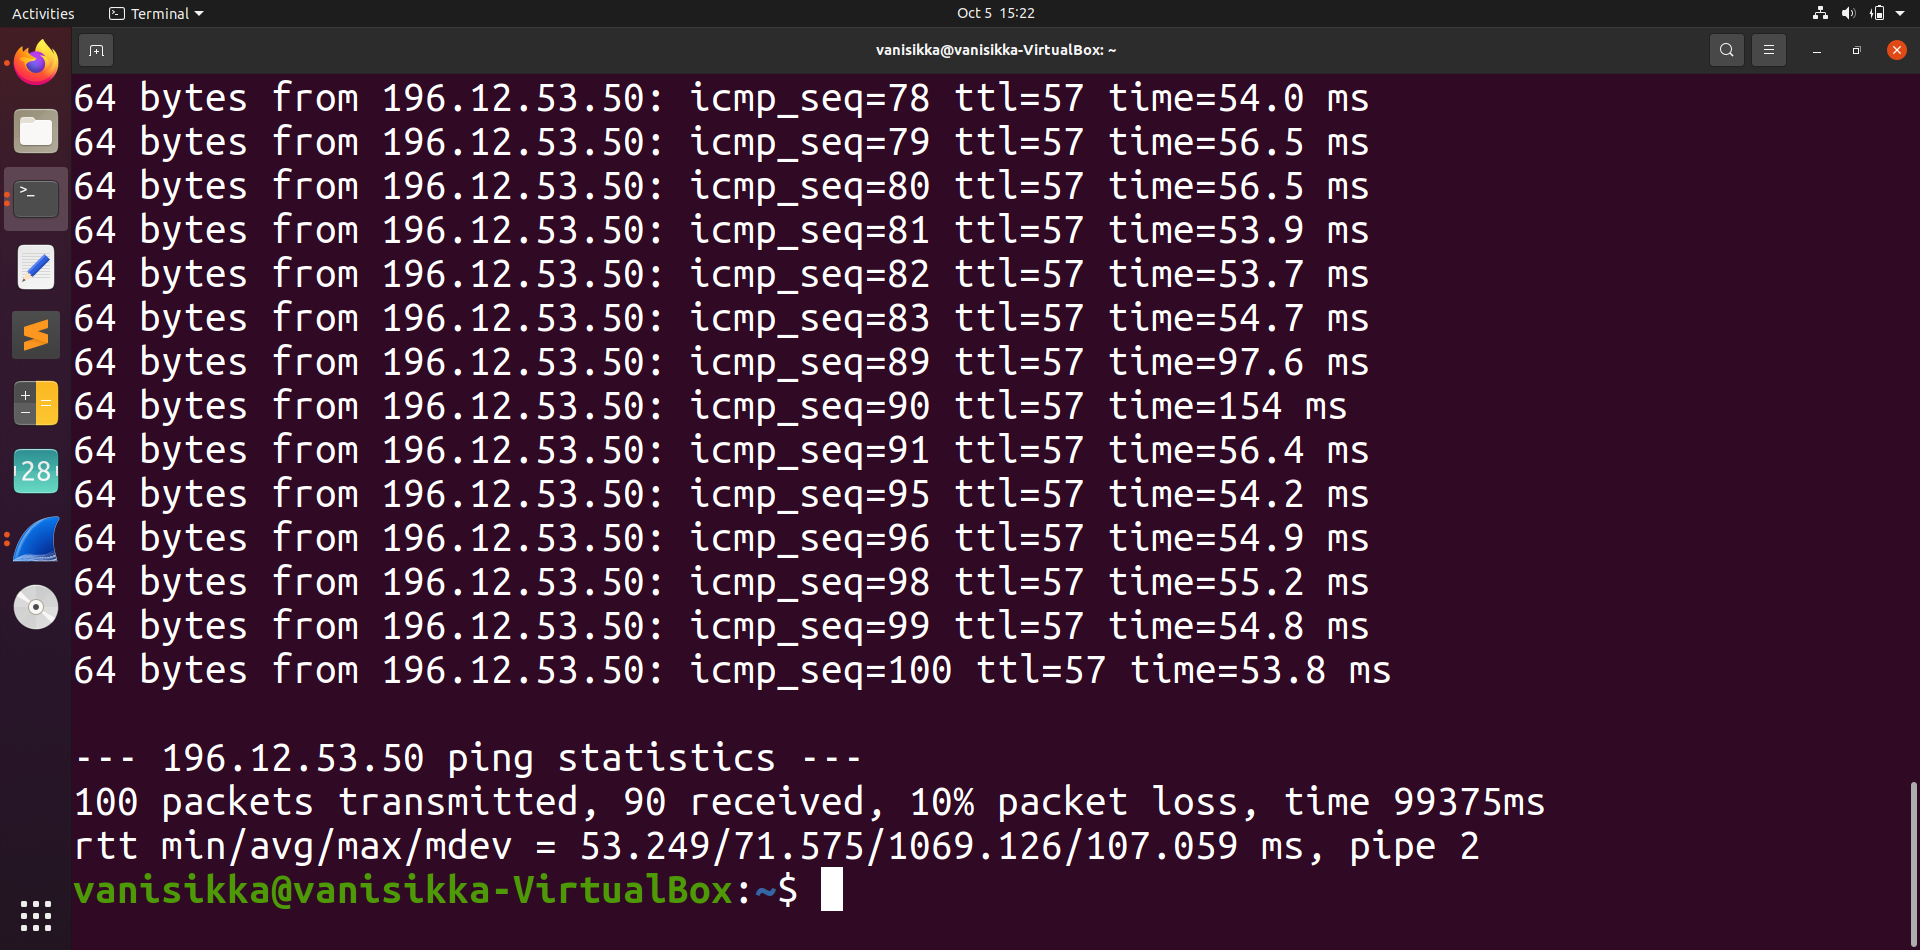 Activities
Terminal
Oct 5 15:22
vanisikka@vanisikka-VirtualBox: ~
64 bytes from 196.12.53.50: icmp_seq=78 ttl=57 time=54.0 ms
64 bytes from 196.12.53.50: icmp_seq=79 ttl=57 time=56.5 ms
64 bytes from 196.12.53.50: icmp_seq=80 ttl=57 time=56.5 ms
64 bytes from 196.12.53.50: icmp_seq=81 ttl=57 time=53.9 ms
64 bytes from 196.12.53.50: icmp_seq=82 ttl=57 time=53.7 ms
64 bytes from 196.12.53.50: icmp_seq=83 ttl=57 time=54.7 ms
64 bytes from 196.12.53.50: icmp_seq=89 ttl=57 time=97.6 ms
64 bytes from 196.12.53.50: icmp_seq=90 ttl=57 time=154 ms
64 bytes from 196.12.53.50: icmp_seq=91 ttl=57 time=56.4 ms
64 bytes from 196.12.53.50: icmp_seq=95 ttl=57 time=54.2 ms
64 bytes from 196.12.53.50: icmp_seq=96 ttl=57 time=54.9 ms
64 bytes from 196.12.53.50: icmp_seq=98 ttl=57 time=55.2 ms
64 bytes from 196.12.53.50: icmp_seq=99 ttl=57 time=54.8 ms
64 bytes from 196.12.53.50: icmp_seq=100 ttl=57 time=53.8 ms
--- 196.12.53.50 ping statistics ---
100 packets transmitted, 90 received, 10% packet loss, time 99375ms
rtt min/avg/max/mdev = 53.249/71.575/1069.126/107.059 ms, pipe 2
vanisikka@vanisikka-VirtualBox:~$
28